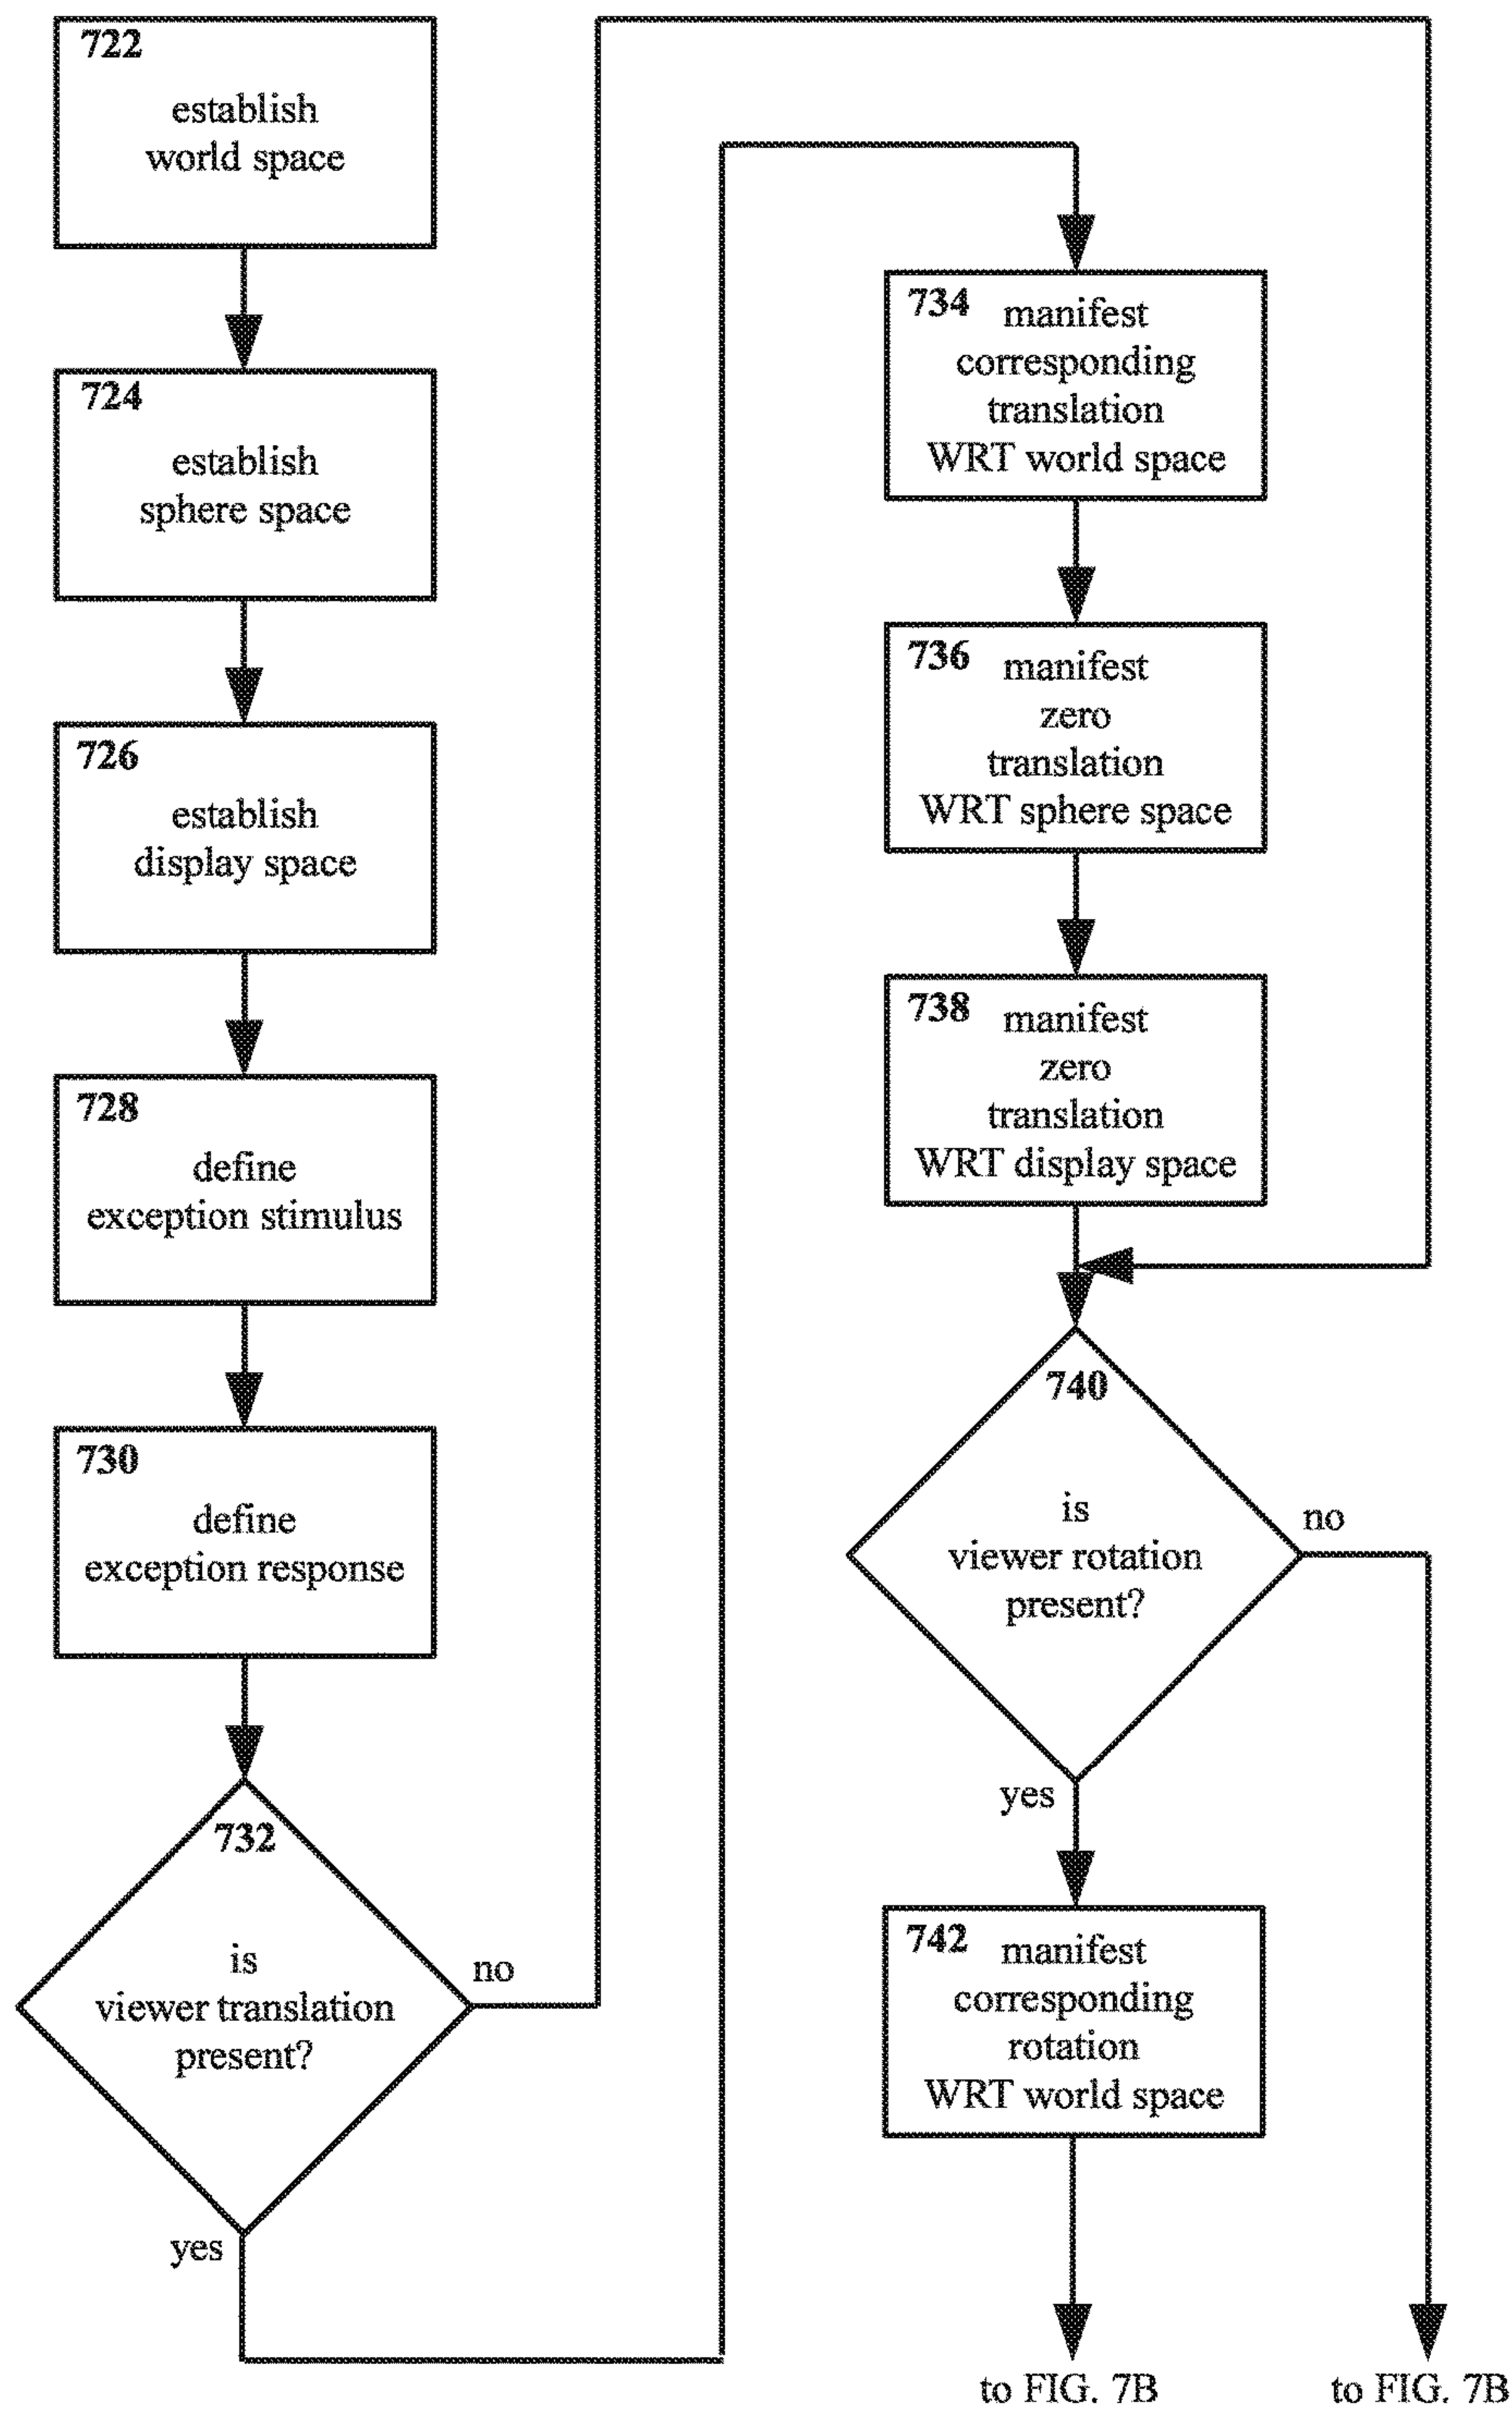 722
establish
world space
724
establish
sphere space
726
establish
display space
728
define
exception stimulus
730
define
exception response
732
is
viewer translation
present?
no
yes
734 manifest
corresponding
translation
WRT world space
736 manifest
zero
translation
WRT sphere space
738 manifest
zero
translation
WRT display space
740
is
viewer rotation
present?
no
yes
742 manifest
corresponding
rotation
WRT world space
to FIG. 7B
to FIG. 7B